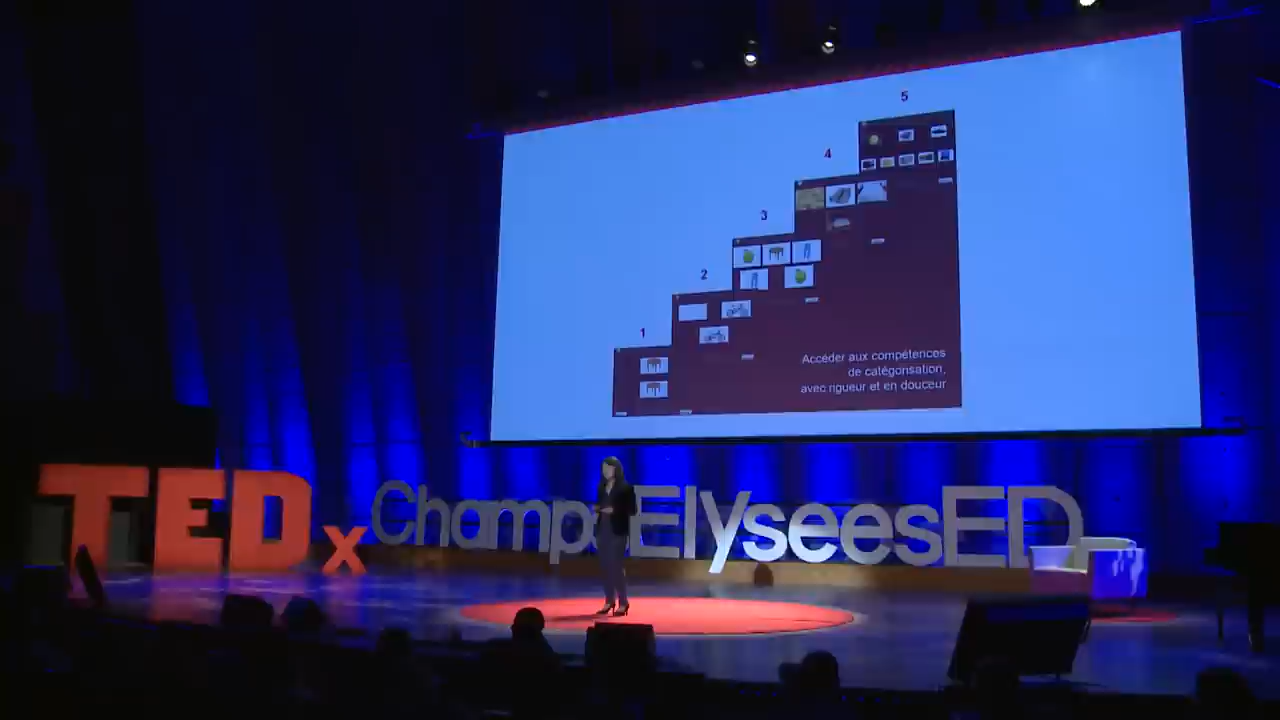 5
4
3
2
1
Accéder aux compétences
de catégorisation,
avec rigueur et en douceur
TEDx ChampsElyseesED